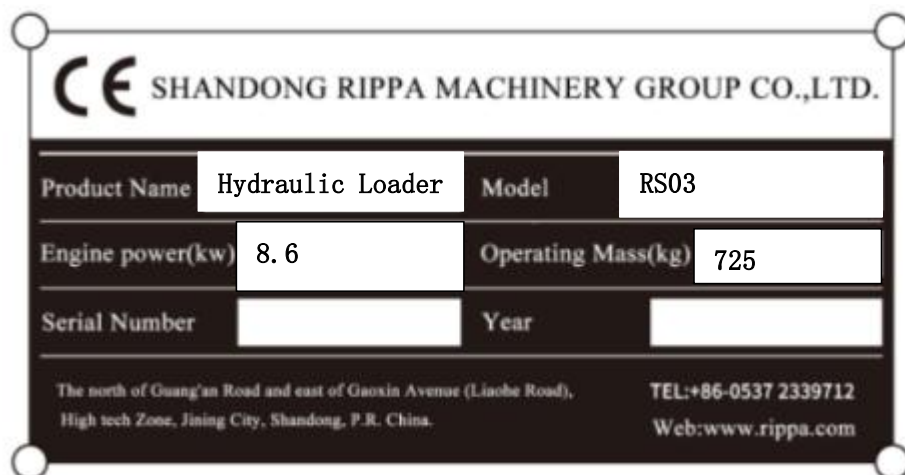 CE SHANDONG RIPPA MACHINERY GROUP CO.,LTD.
Product Name Hydraulic Loader Model RS03
Engine power(kw) 8.6 Operating Mass(kg) 725
Serial Number Year
The north of Guang'an Road and east of Gaoxin Avenue (Liaohe Road), TEL:+86-0537 2339712
High tech Zone, Jining City, Shandong, P.R. China. Web:www.rippa.com